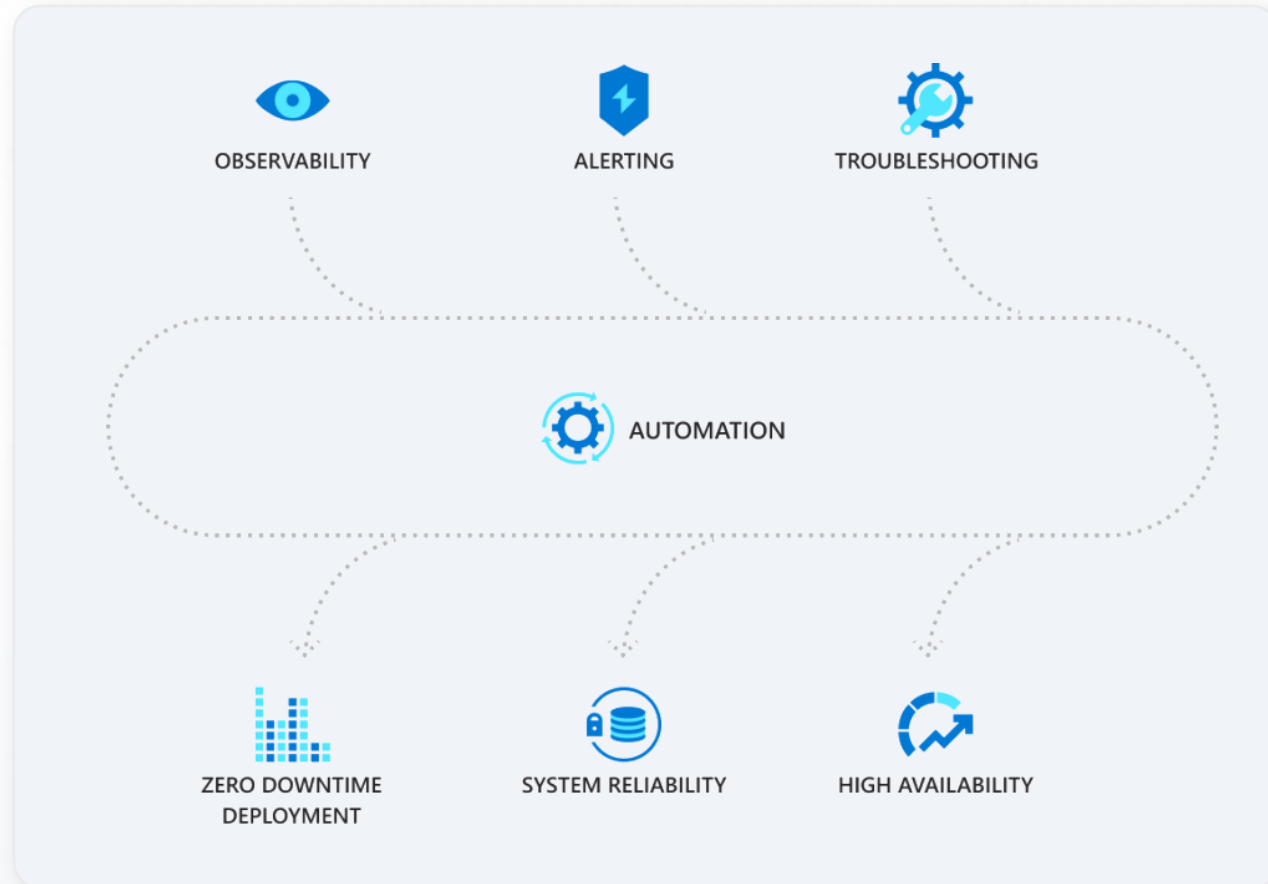 OBSERVABILITY
ALERTING
TROUBLESHOOTING
AUTOMATION
ZERO DOWNTIME
DEPLOYMENT
SYSTEM RELIABILITY
HIGH AVAILABILITY